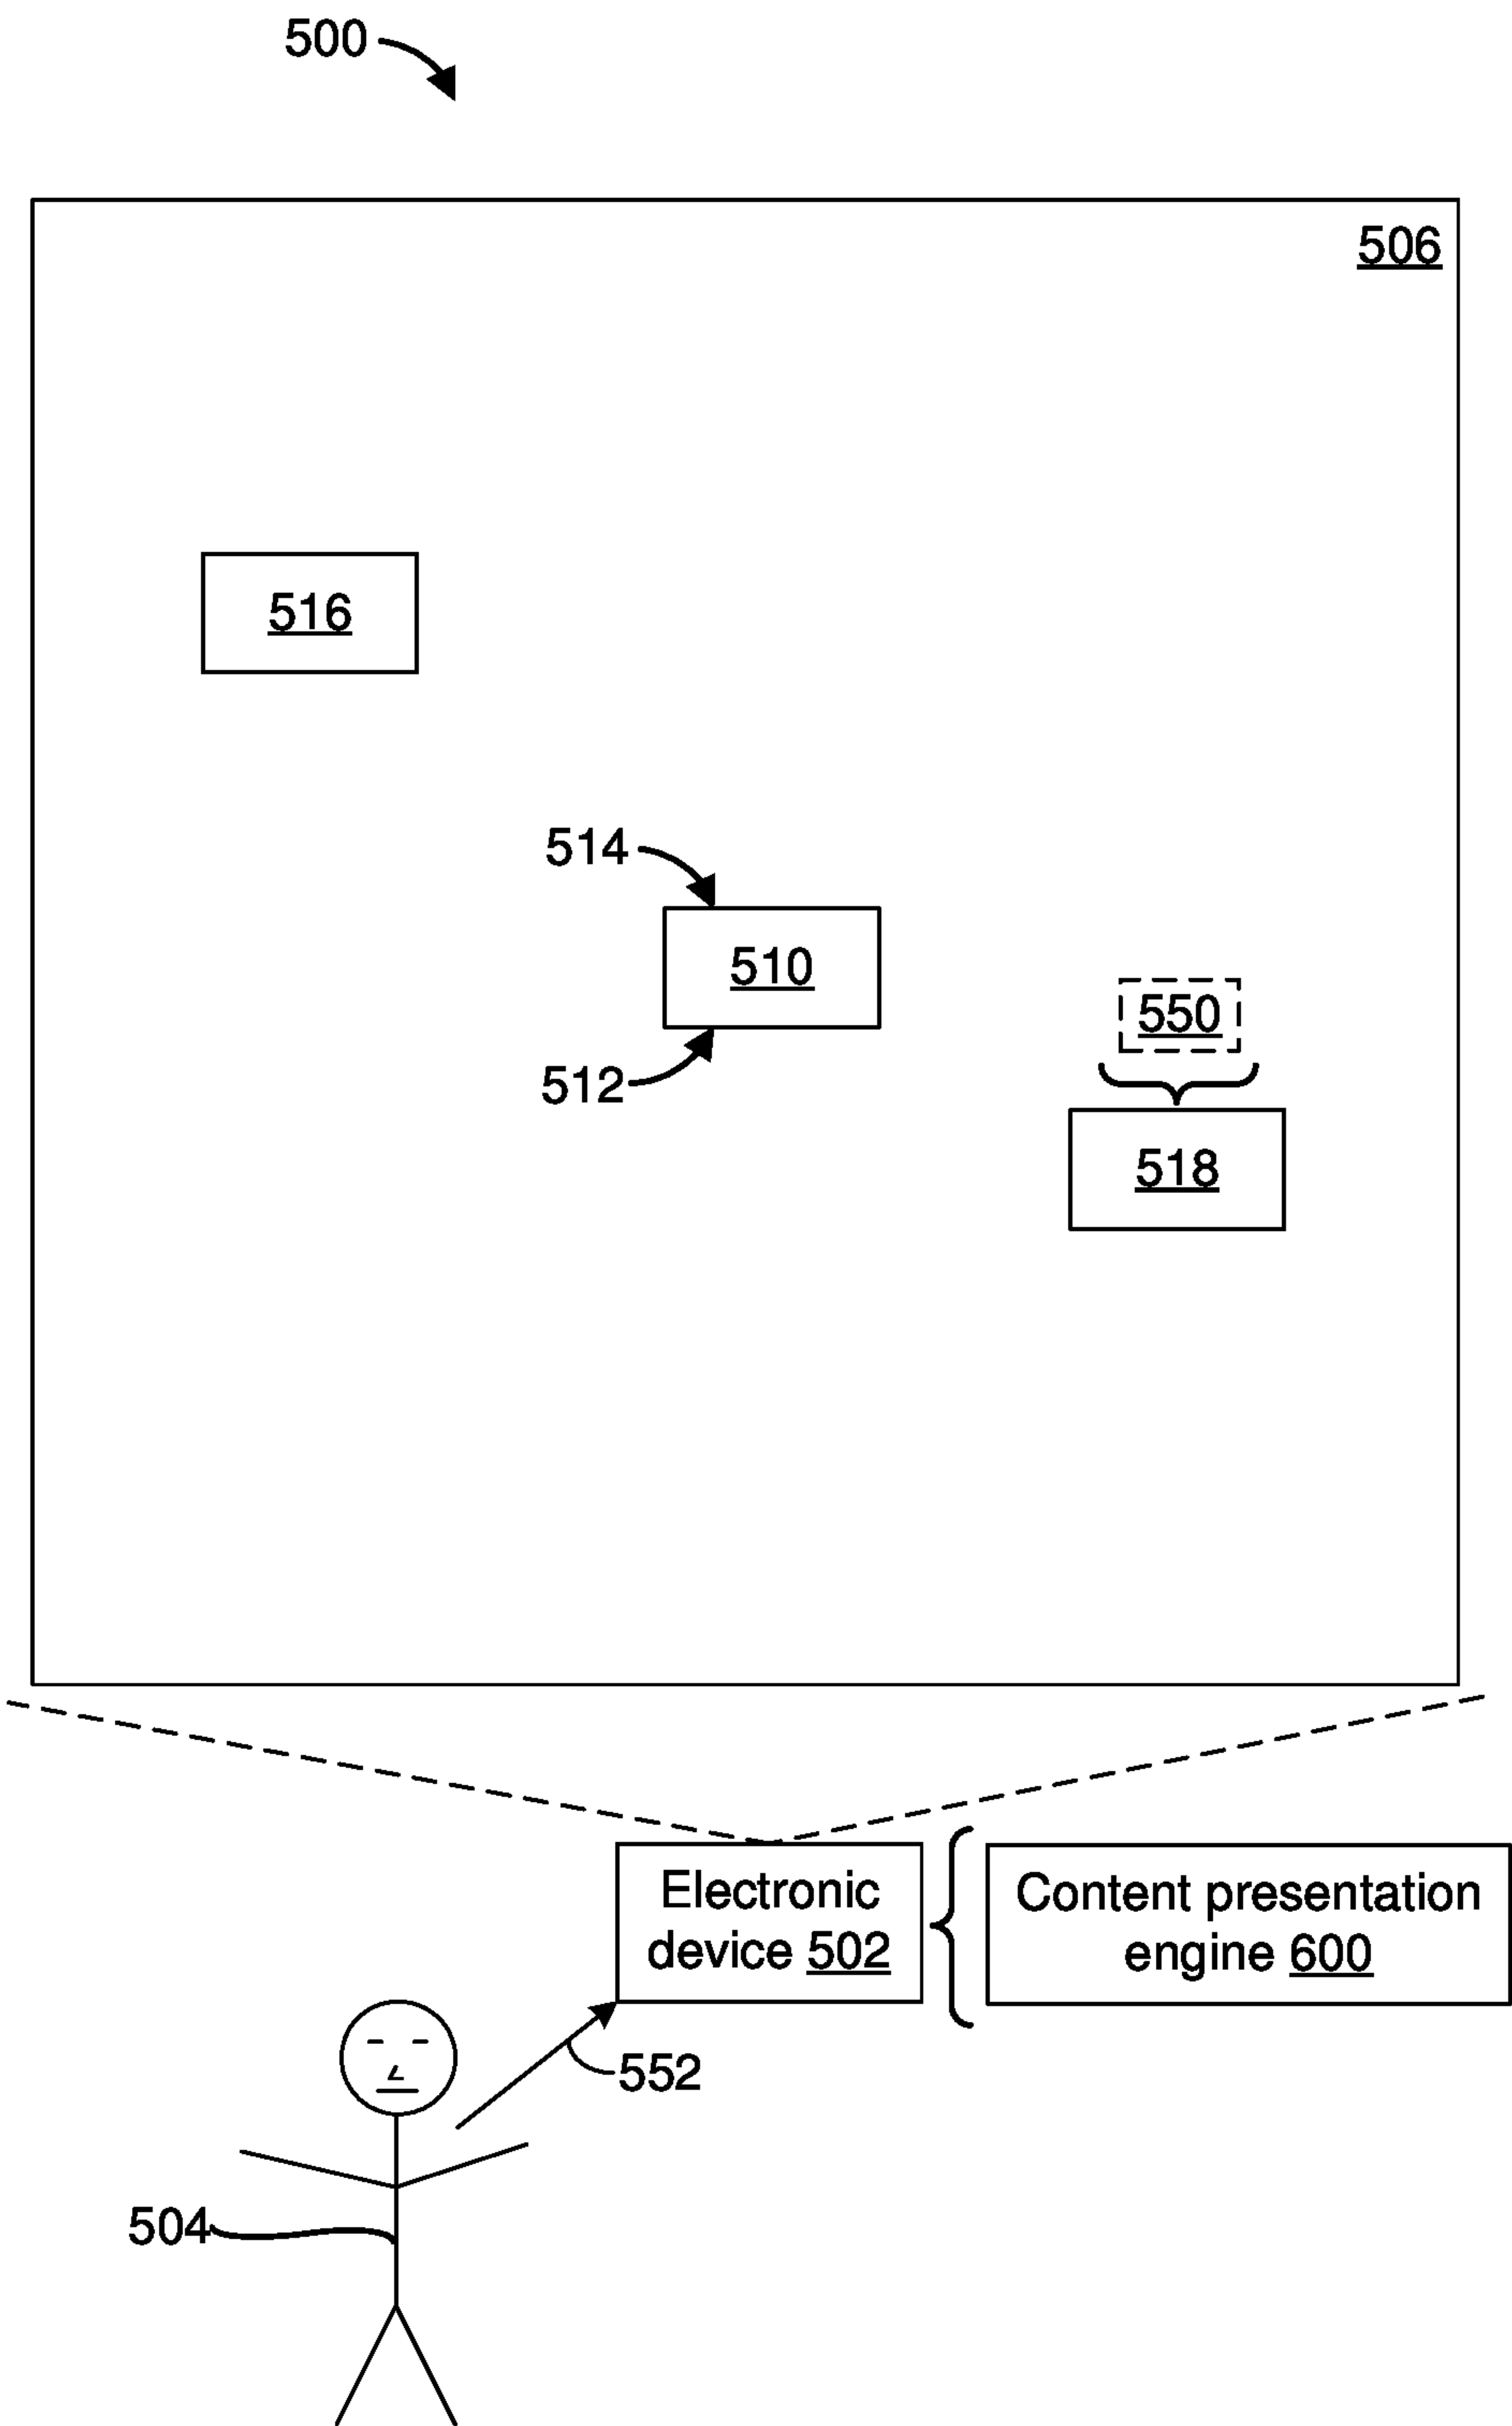 500
506
516
514
510
550
512
518
Electronic
device 502
Content presentation
engine 600
552
504